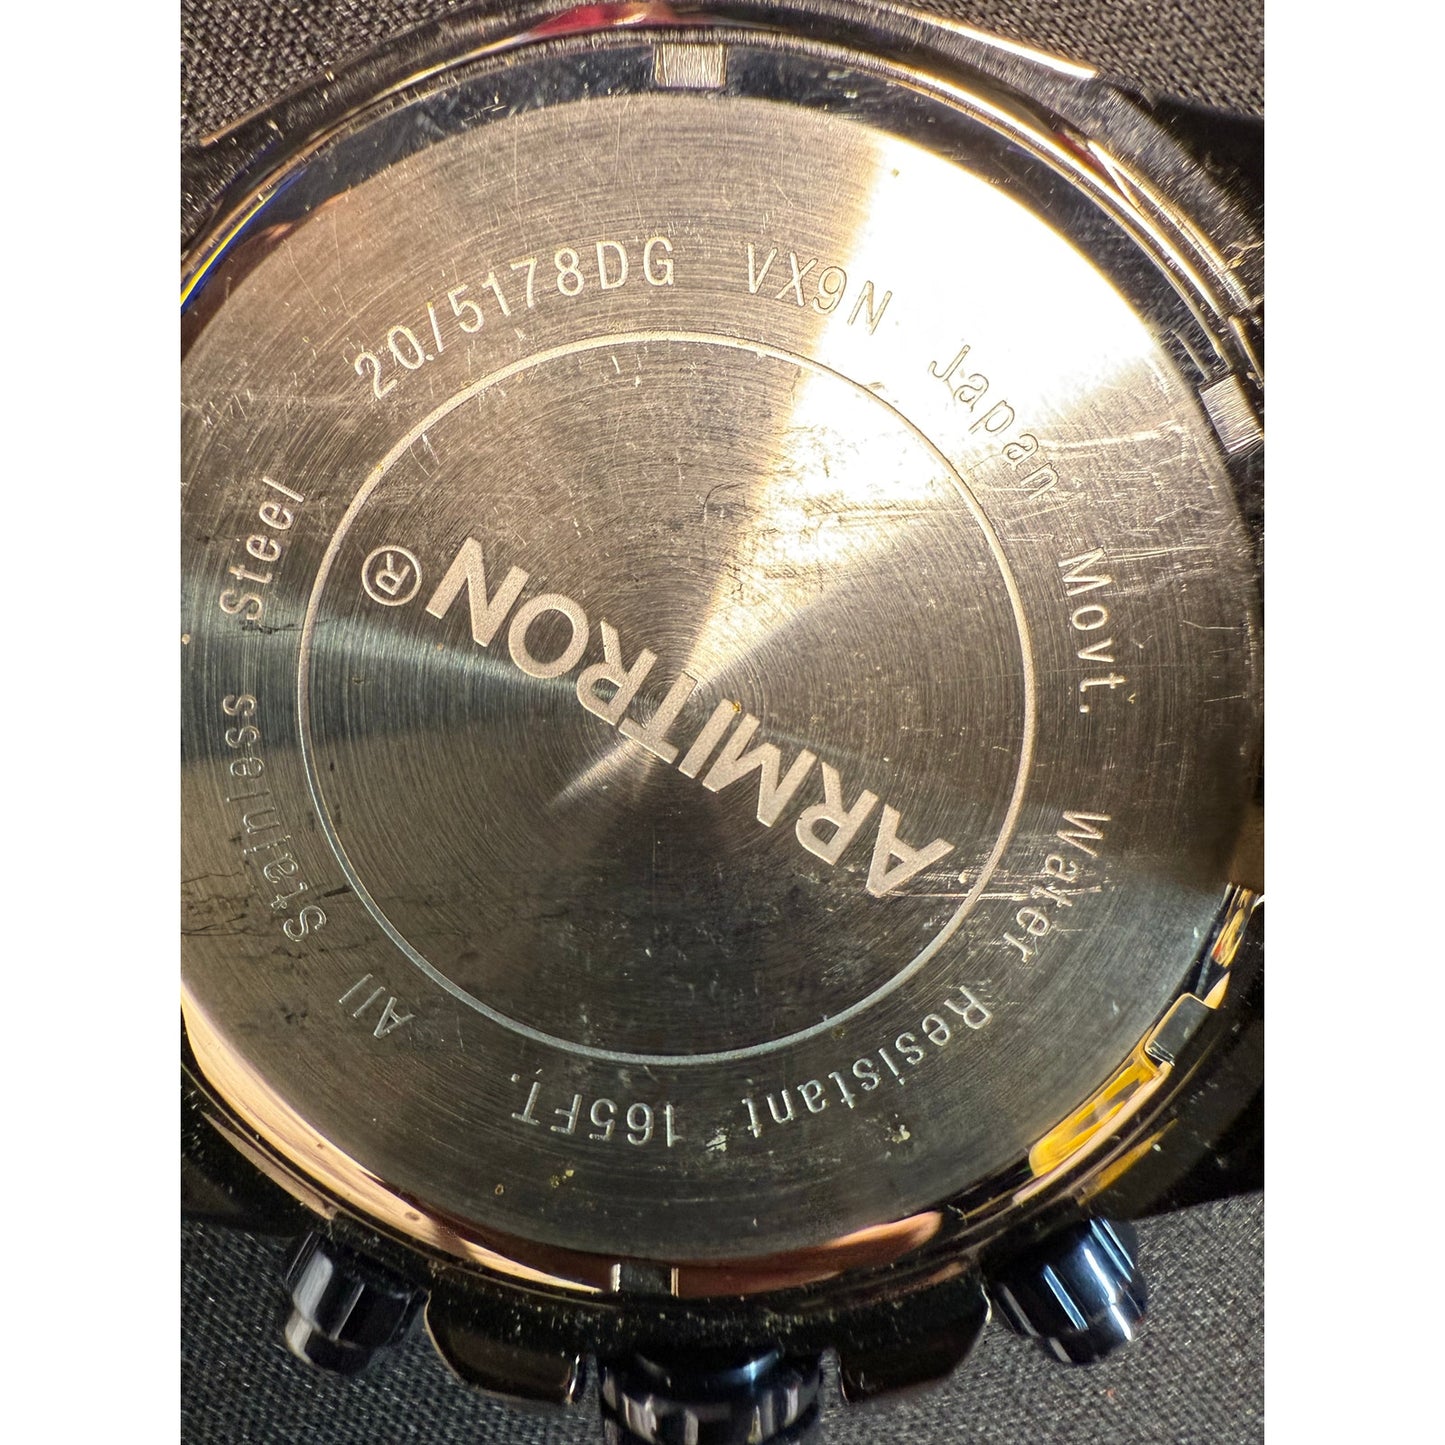 20/5178DG VX9N Japan Movt. Water Resistant 165FT. All Stainless Steel
ARMITRON®